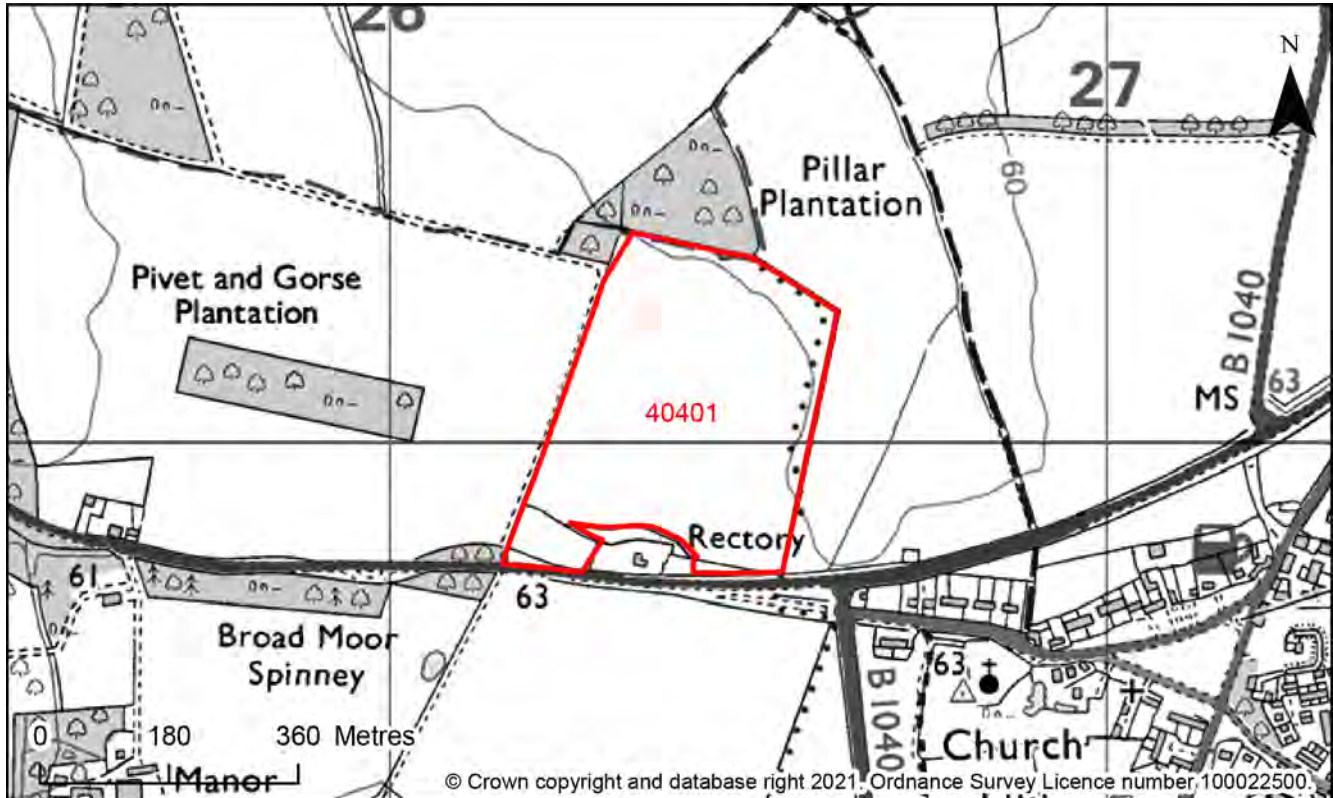 26
N
27
Pillar
Plantation
60
B 1040
Pivet and Gorse
Plantation
MS
63
40401
Rectory
61
63
Broad Moor
Spinney
63
B 1040
0 180 360 Metres
Church
Manor
© Crown copyright and database right 2021. Ordnance Survey Licence number 100022500.